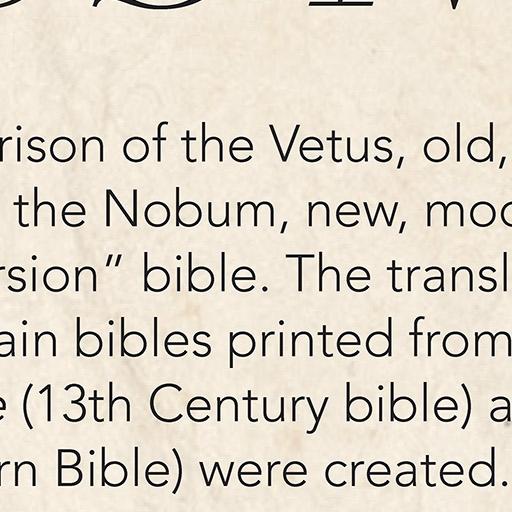 rison of the Vetus, old,
the Nobum, new, mod
rsion” bible. The transl
ain bibles printed from
e (13th Century bible) a
rn Bible) were created.